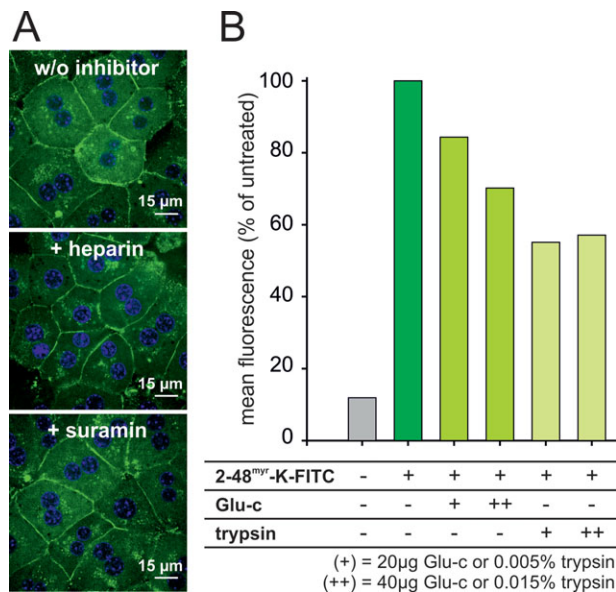 A
w/o inhibitor
15 µm
+ heparin
15 µm
+ suramin
15 µm
B
mean fluorescence (% of untreated)
100
80
60
40
20
0
2-48myr-K-FITC - + + + + +
Glu-c - - + ++ - -
trypsin - - - - + ++
(+) = 20µg Glu-c or 0.005% trypsin
(++) = 40µg Glu-c or 0.015% trypsin